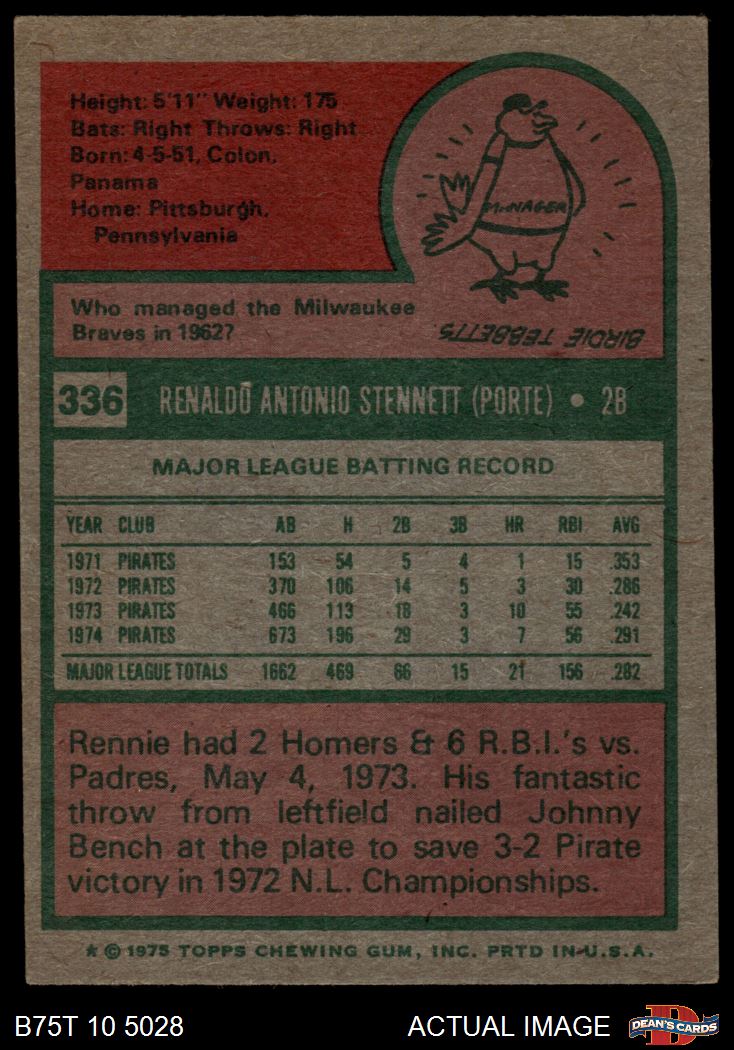 Height: 5'11" Weight: 175
Bats: Right Throws: Right
Born: 4-5-51, Colon,
Panama
Home: Pittsburgh,
Pennsylvania
MANAGER
Who managed the Milwaukee
Braves in 1962?
BIRDIE TEBBETTS
336 RENALDO ANTONIO STENNETT (PORTE) • 2B
MAJOR LEAGUE BATTING RECORD
YEAR CLUB AB H 2B 3B HR RBI AVG
1971 PIRATES 153 54 5 4 1 15 .353
1972 PIRATES 370 106 14 5 3 30 .286
1973 PIRATES 466 113 18 3 10 55 .242
1974 PIRATES 673 196 29 3 7 56 .291
MAJOR LEAGUE TOTALS 1662 469 66 15 21 156 .282
Rennie had 2 Homers & 6 R.B.I.'s vs.
Padres, May 4, 1973. His fantastic
throw from leftfield nailed Johnny
Bench at the plate to save 3-2 Pirate
victory in 1972 N.L. Championships.
* © 1975 TOPPS CHEWING GUM, INC. PRTD IN U.S.A.
B75T 10 5028 ACTUAL IMAGE D DEAN'S CARDS